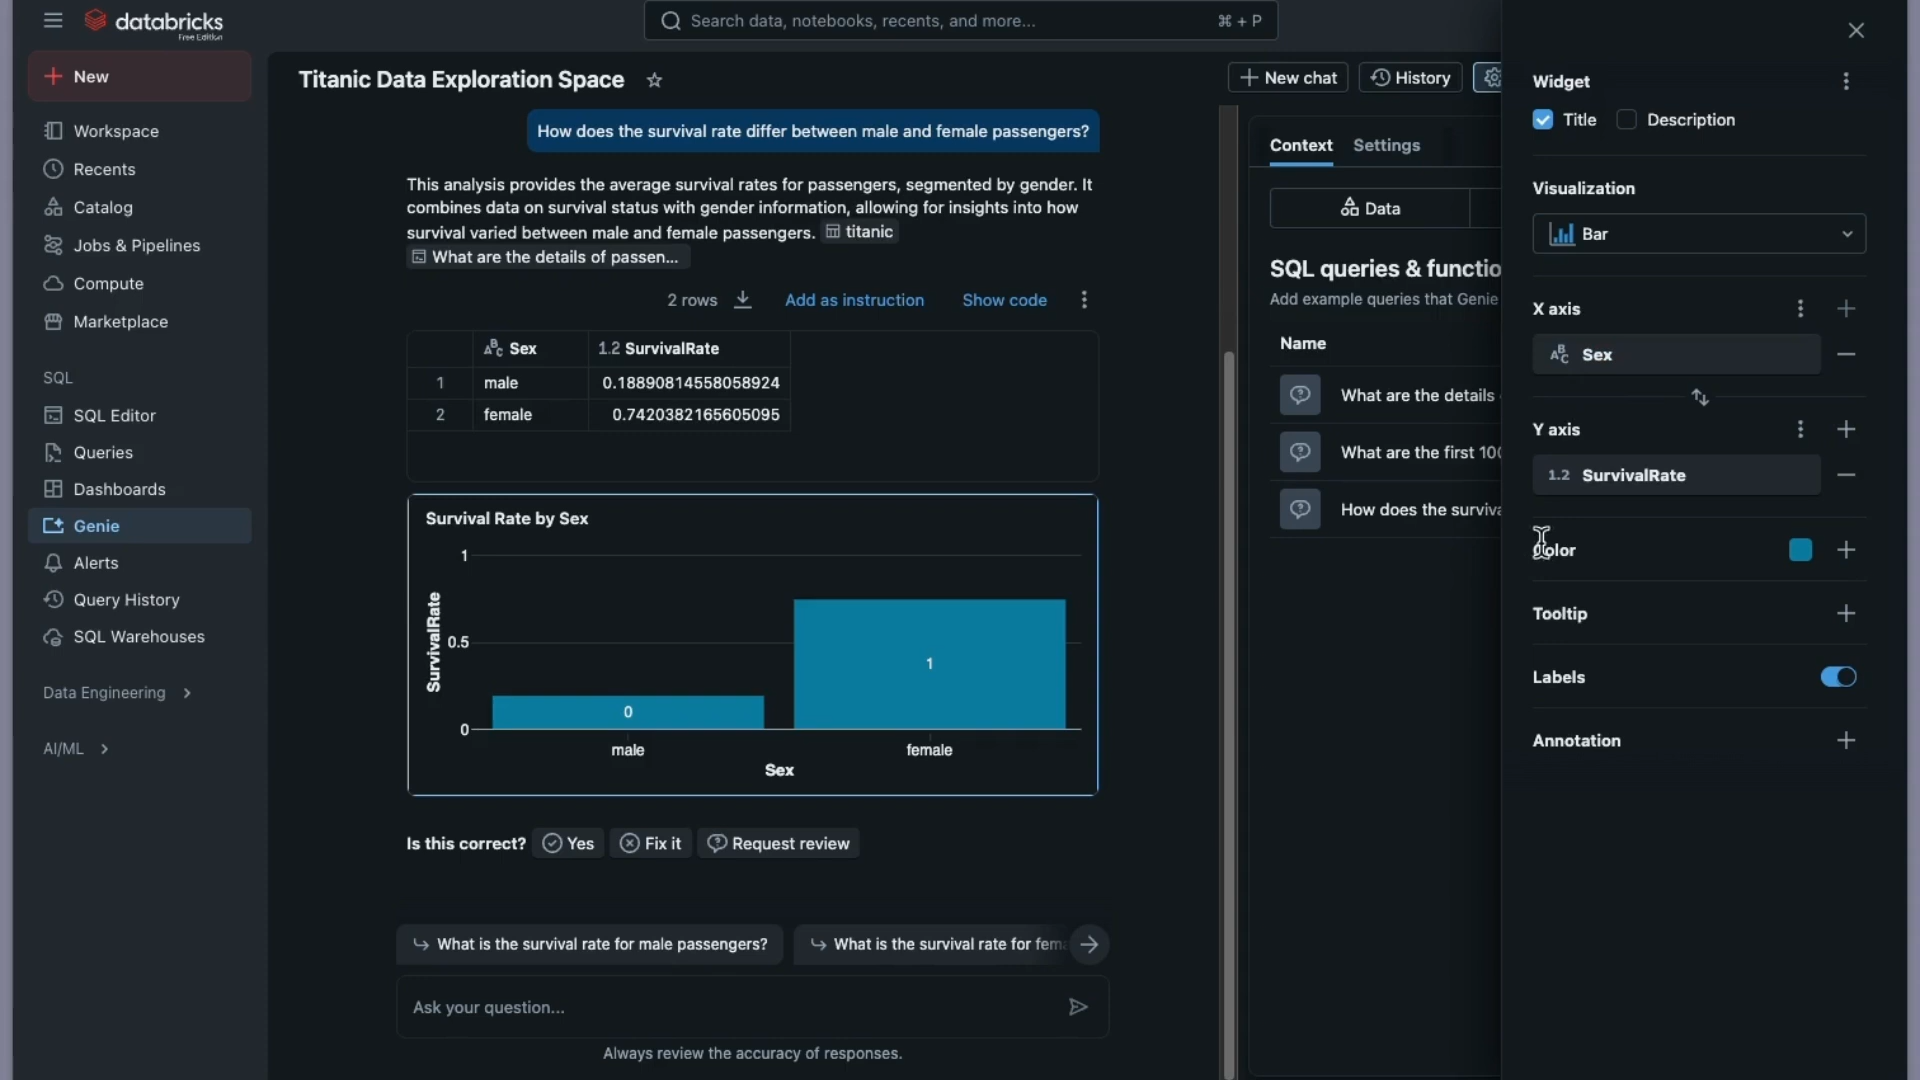 databricks
Free Edition
Search data, notebooks, recents, and more...
⌘ + P
New
Workspace
Recents
Catalog
Jobs & Pipelines
Compute
Marketplace
SQL
SQL Editor
Queries
Dashboards
Genie
Alerts
Query History
SQL Warehouses
Data Engineering
AI/ML
Titanic Data Exploration Space
New chat
History
How does the survival rate differ between male and female passengers?
This analysis provides the average survival rates for passengers, segmented by gender. It
combines data on survival status with gender information, allowing for insights into how
survival varied between male and female passengers. titanic
What are the details of passen...
2 rows
Add as instruction
Show code
Sex 1.2 SurvivalRate
1 male 0.18890814558058924
2 female 0.7420382165605095
Survival Rate by Sex
1
0.5
0
SurvivalRate
0
1
male
female
Sex
Is this correct?
Yes
Fix it
Request review
What is the survival rate for male passengers?
What is the survival rate for fem
Ask your question...
Always review the accuracy of responses.
Context
Settings
Data
SQL queries & functio
Add example queries that Genie
Name
What are the details
What are the first 100
How does the surviva
Widget
Title
Description
Visualization
Bar
X axis
ABC Sex
Y axis
1.2 SurvivalRate
Color
Tooltip
Labels
Annotation